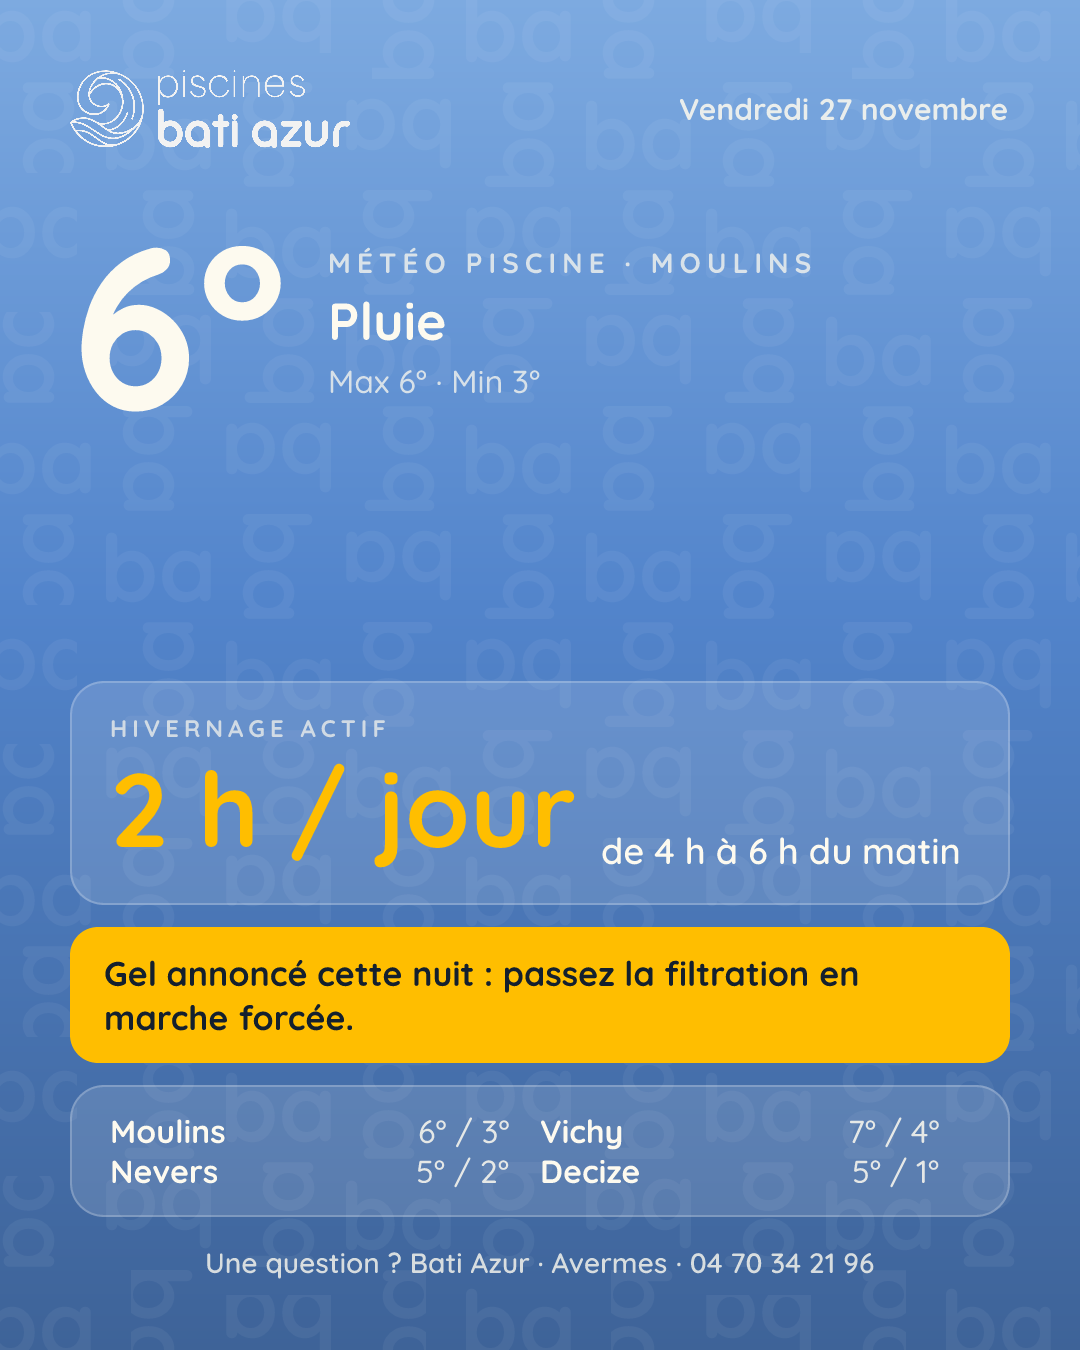 piscines
bati azur
Vendredi 27 novembre
6°
MÉTÉO PISCINE · MOULINS
Pluie
Max 6° · Min 3°
HIVERNAGE ACTIF
2 h / jour
de 4 h à 6 h du matin
Gel annoncé cette nuit : passez la filtration en
marche forcée.
Moulins 6° / 3° Vichy 7° / 4°
Nevers 5° / 2° Decize 5° / 1°
Une question ? Bati Azur · Avermes · 04 70 34 21 96